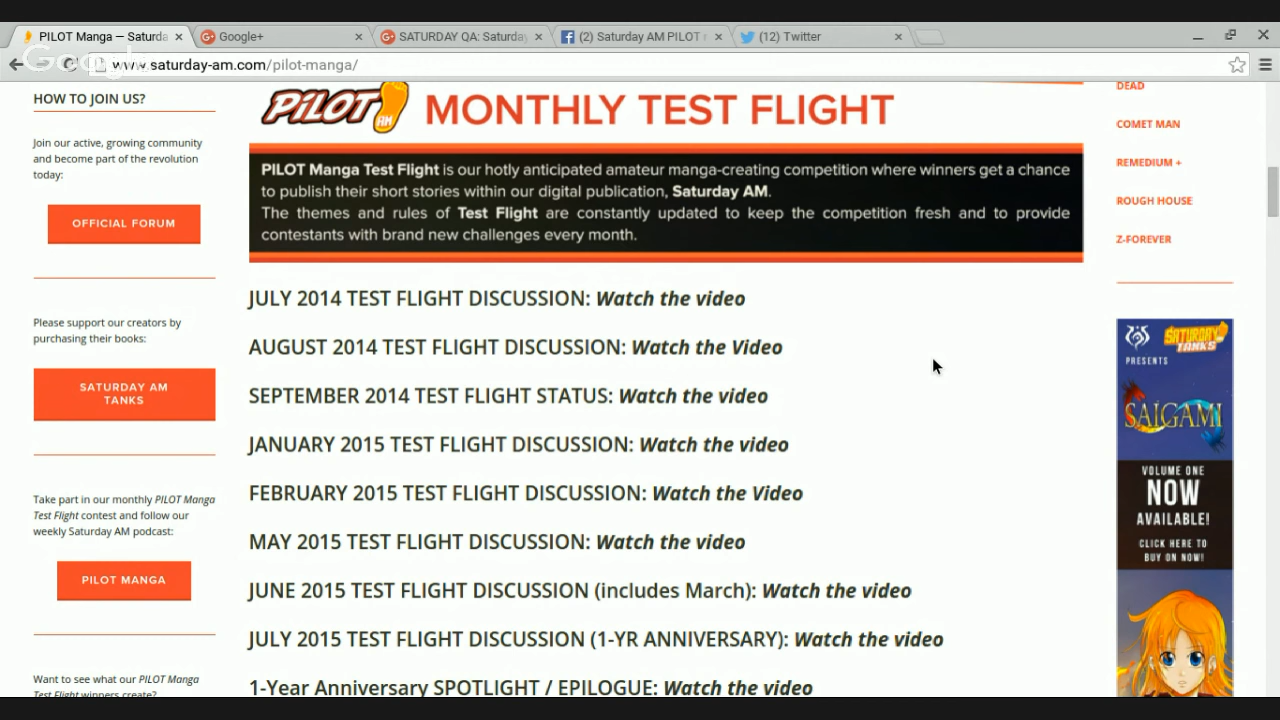 PILOT Manga — Saturda
Google+
SATURDAY QA: Saturday
(2) Saturday AM PILOT
(12) Twitter
Google
www.saturday-am.com/pilot-manga/
HOW TO JOIN US?
Join our active, growing community
and become part of the revolution
today:
OFFICIAL FORUM
Please support our creators by
purchasing their books:
SATURDAY AM
TANKS
Take part in our monthly PILOT Manga
Test Flight contest and follow our
weekly Saturday AM podcast:
PILOT MANGA
Want to see what our PILOT Manga
Test Flight winners create?
PILOT AM MONTHLY TEST FLIGHT
PILOT Manga Test Flight is our hotly anticipated amateur manga-creating competition where winners get a chance
to publish their short stories within our digital publication, Saturday AM.
The themes and rules of Test Flight are constantly updated to keep the competition fresh and to provide
contestants with brand new challenges every month.
JULY 2014 TEST FLIGHT DISCUSSION: Watch the video
AUGUST 2014 TEST FLIGHT DISCUSSION: Watch the Video
SEPTEMBER 2014 TEST FLIGHT STATUS: Watch the video
JANUARY 2015 TEST FLIGHT DISCUSSION: Watch the video
FEBRUARY 2015 TEST FLIGHT DISCUSSION: Watch the Video
MAY 2015 TEST FLIGHT DISCUSSION: Watch the video
JUNE 2015 TEST FLIGHT DISCUSSION (includes March): Watch the video
JULY 2015 TEST FLIGHT DISCUSSION (1-YR ANNIVERSARY): Watch the video
1-Year Anniversary SPOTLIGHT / EPILOGUE: Watch the video
DEAD
COMET MAN
REMEDIUM +
ROUGH HOUSE
Z-FOREVER
SATURDAY
TANKS
PRESENTS
SAIGAMI
VOLUME ONE
NOW
AVAILABLE!
CLICK HERE TO
BUY ON NOW!